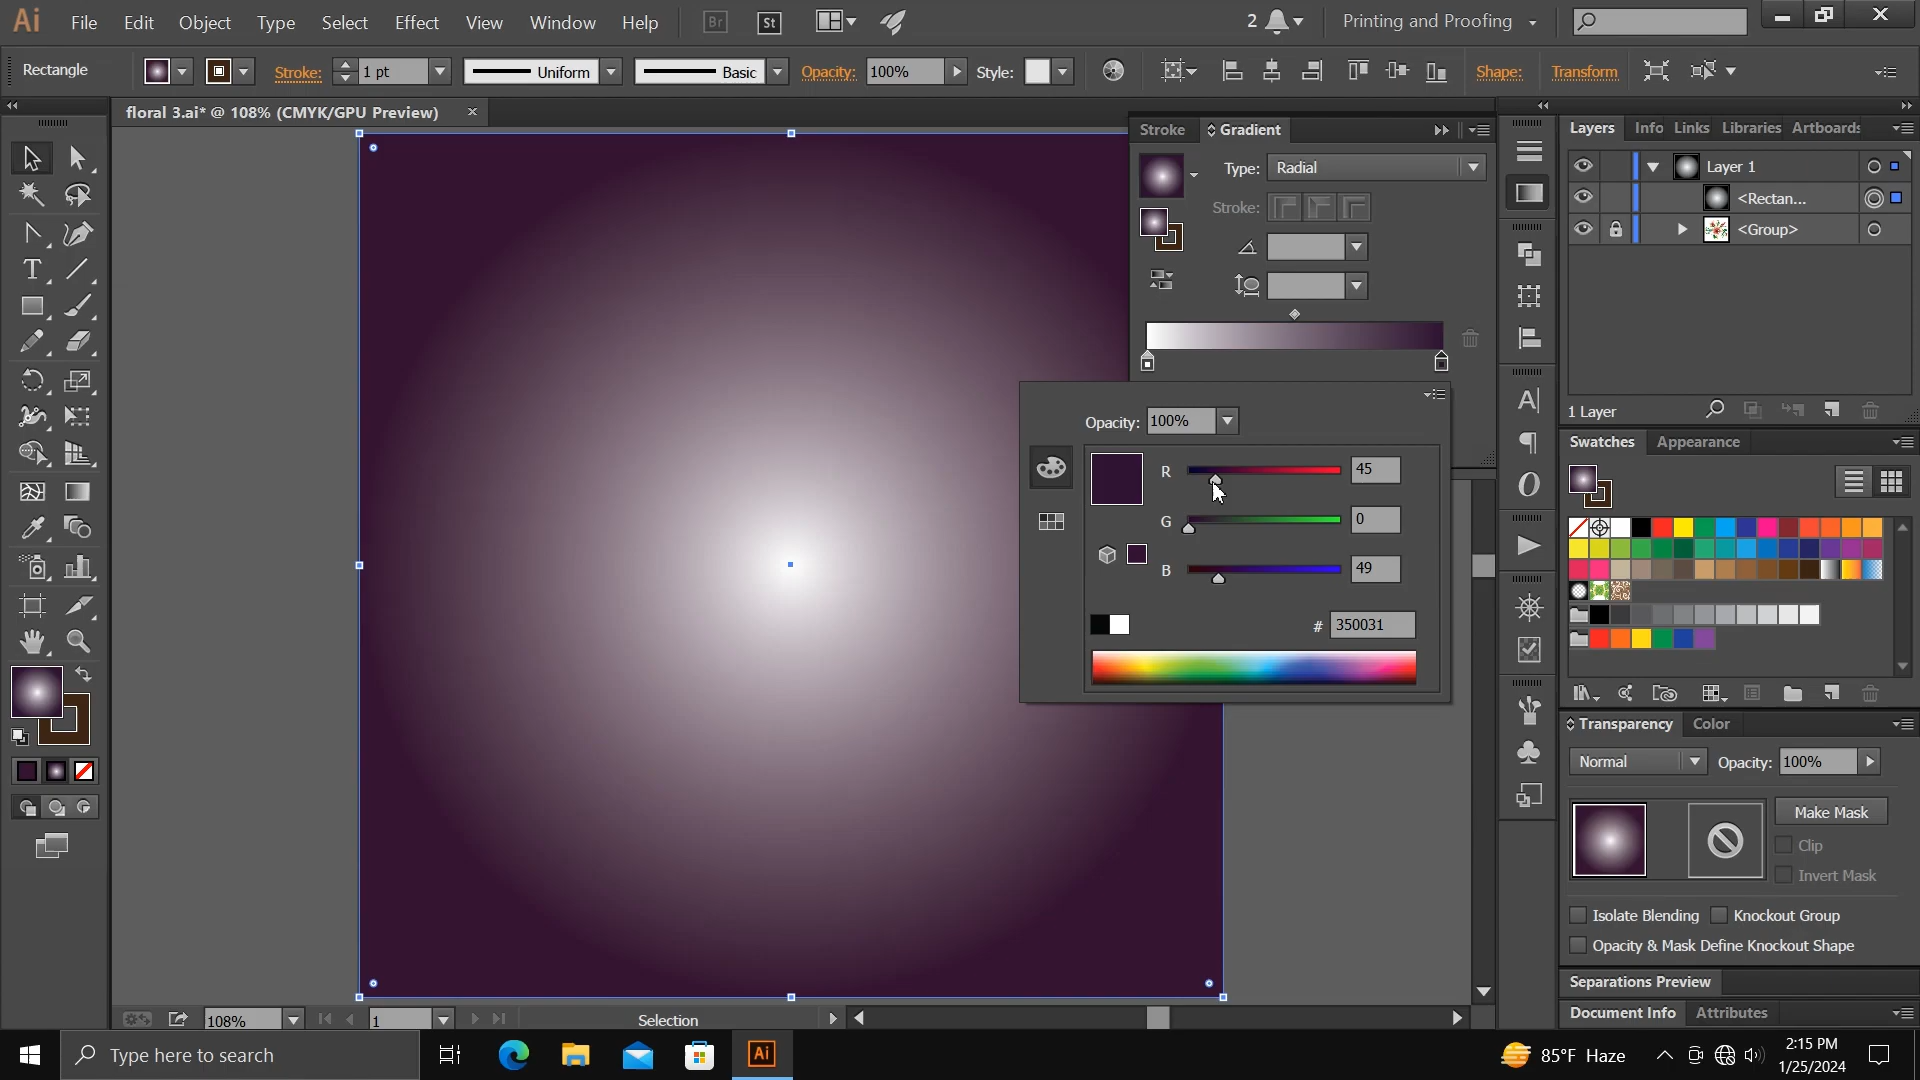 Ai File Edit Object Type Select Effect View Window Help Br St 2 Printing and Proofing
Rectangle Stroke: 1 pt Uniform Basic Opacity: 100% Style: Shape: Transform
floral 3.ai* @ 108% (CMYK/GPU Preview)
Stroke Gradient
Type: Radial
Stroke:
Opacity: 100%
R 45
G 0
B 49
# 350031
Layers Info Links Libraries Artboards
Layer 1
<Rectan...
<Group>
1 Layer
Swatches Appearance
Transparency Color
Normal Opacity: 100%
Make Mask
Clip
Invert Mask
Isolate Blending Knockout Group
Opacity & Mask Define Knockout Shape
Separations Preview
Document Info Attributes
108% 1 Selection
Type here to search Ai 85°F Haze 2:15 PM
1/25/2024